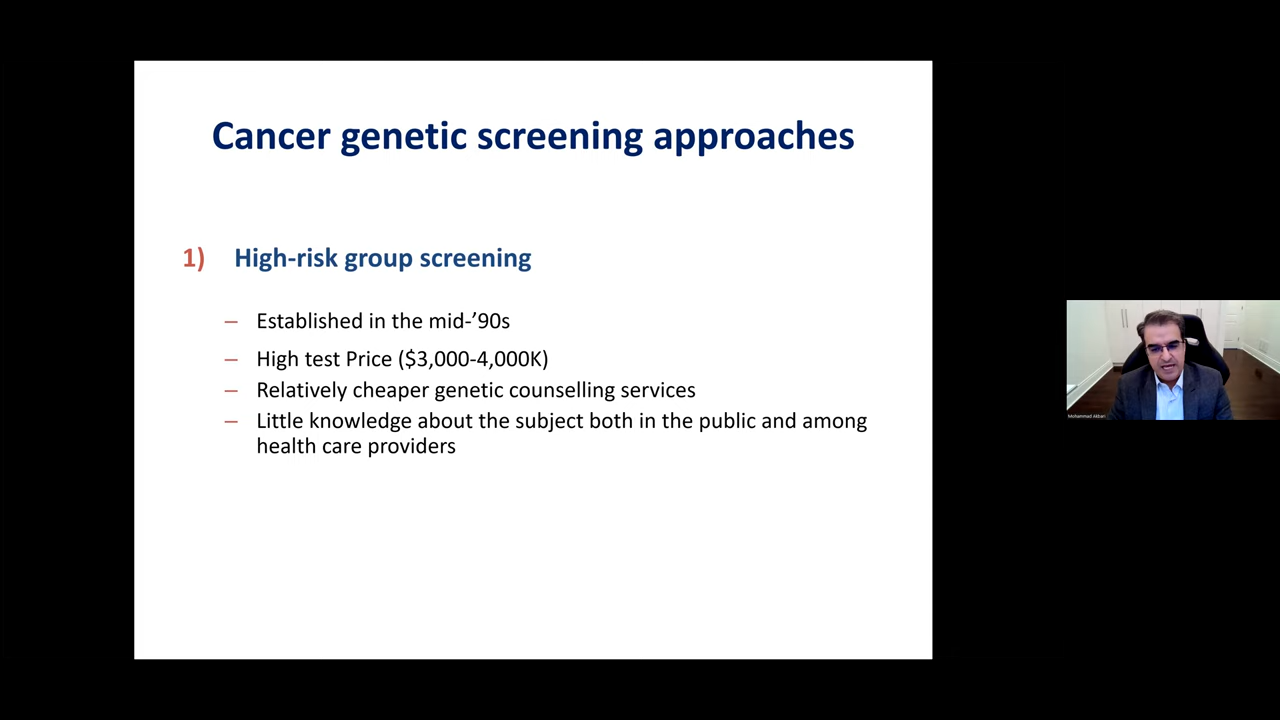 Cancer genetic screening approaches
1) High-risk group screening
– Established in the mid-’90s
– High test Price ($3,000-4,000K)
– Relatively cheaper genetic counselling services
– Little knowledge about the subject both in the public and among
health care providers
Mohammad Akbari